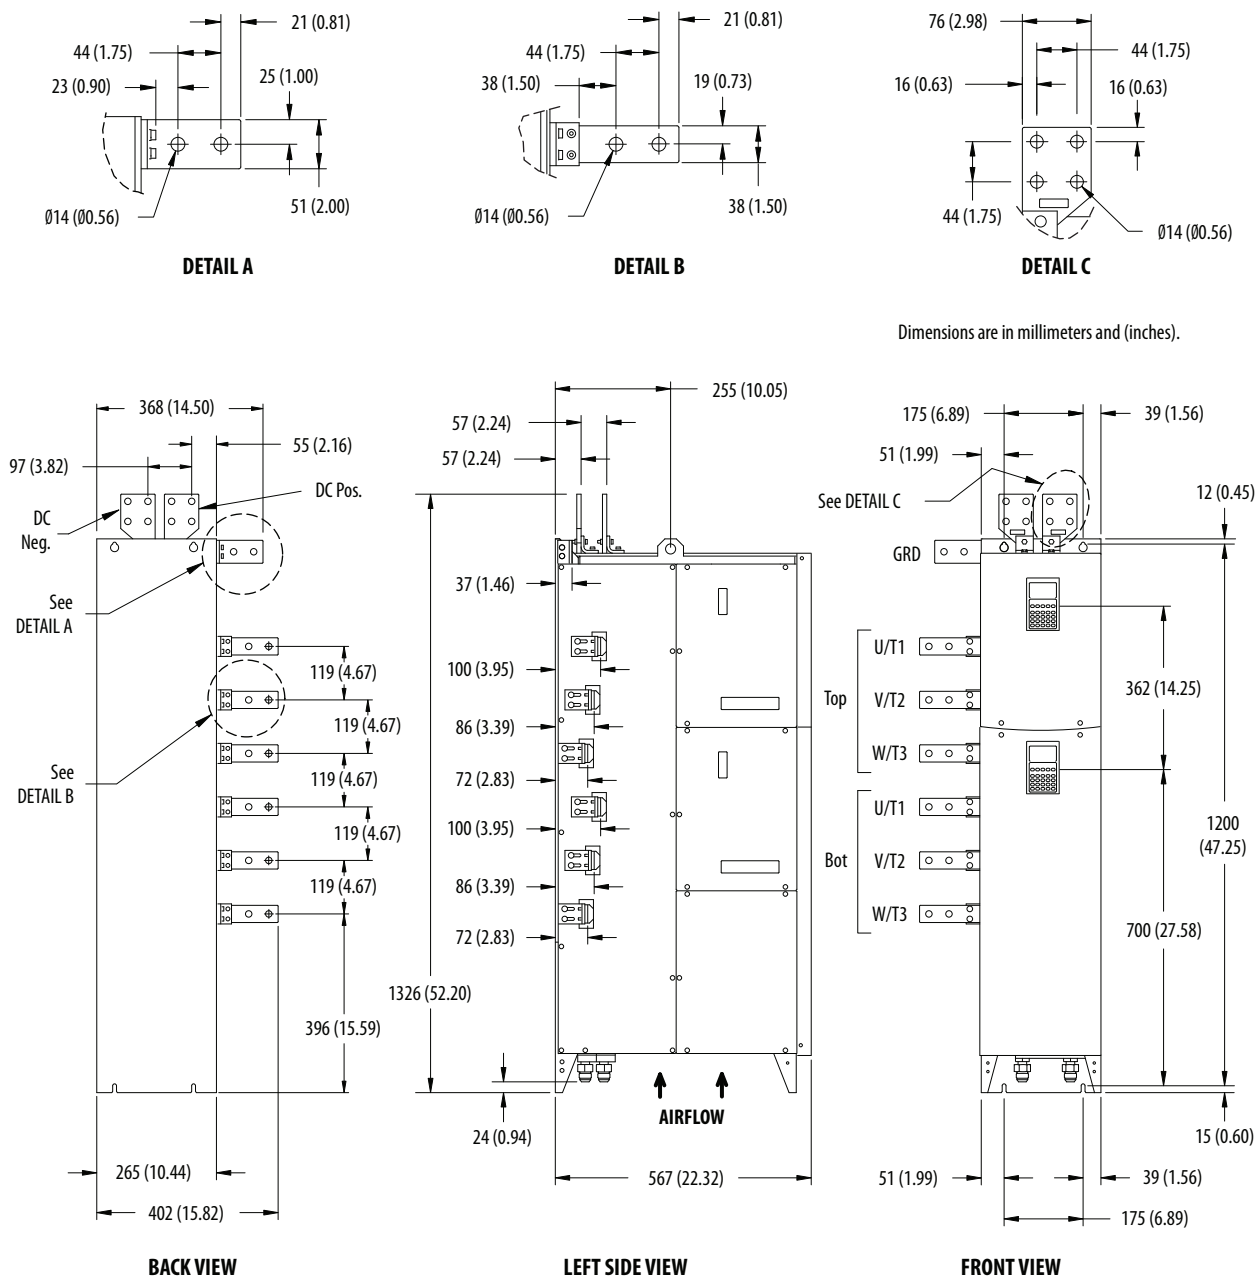 21 (0.81)
44 (1.75)
25 (1.00)
23 (0.90)
Ø14 (Ø0.56)
51 (2.00)
DETAIL A
21 (0.81)
44 (1.75)
38 (1.50)
19 (0.73)
Ø14 (Ø0.56)
38 (1.50)
DETAIL B
76 (2.98)
44 (1.75)
16 (0.63)
16 (0.63)
44 (1.75)
Ø14 (Ø0.56)
DETAIL C
Dimensions are in millimeters and (inches).
368 (14.50)
55 (2.16)
97 (3.82)
DC Pos.
DC
Neg.
See
DETAIL A
119 (4.67)
119 (4.67)
See
DETAIL B
119 (4.67)
119 (4.67)
119 (4.67)
396 (15.59)
265 (10.44)
402 (15.82)
BACK VIEW
255 (10.05)
57 (2.24)
57 (2.24)
37 (1.46)
100 (3.95)
86 (3.39)
72 (2.83)
100 (3.95)
86 (3.39)
72 (2.83)
1326 (52.20)
AIRFLOW
24 (0.94)
567 (22.32)
LEFT SIDE VIEW
175 (6.89)
39 (1.56)
51 (1.99)
See DETAIL C
12 (0.45)
GRD
U/T1
Top
V/T2
362 (14.25)
W/T3
U/T1
1200
(47.25)
Bot
V/T2
W/T3
700 (27.58)
15 (0.60)
51 (1.99)
39 (1.56)
175 (6.89)
FRONT VIEW